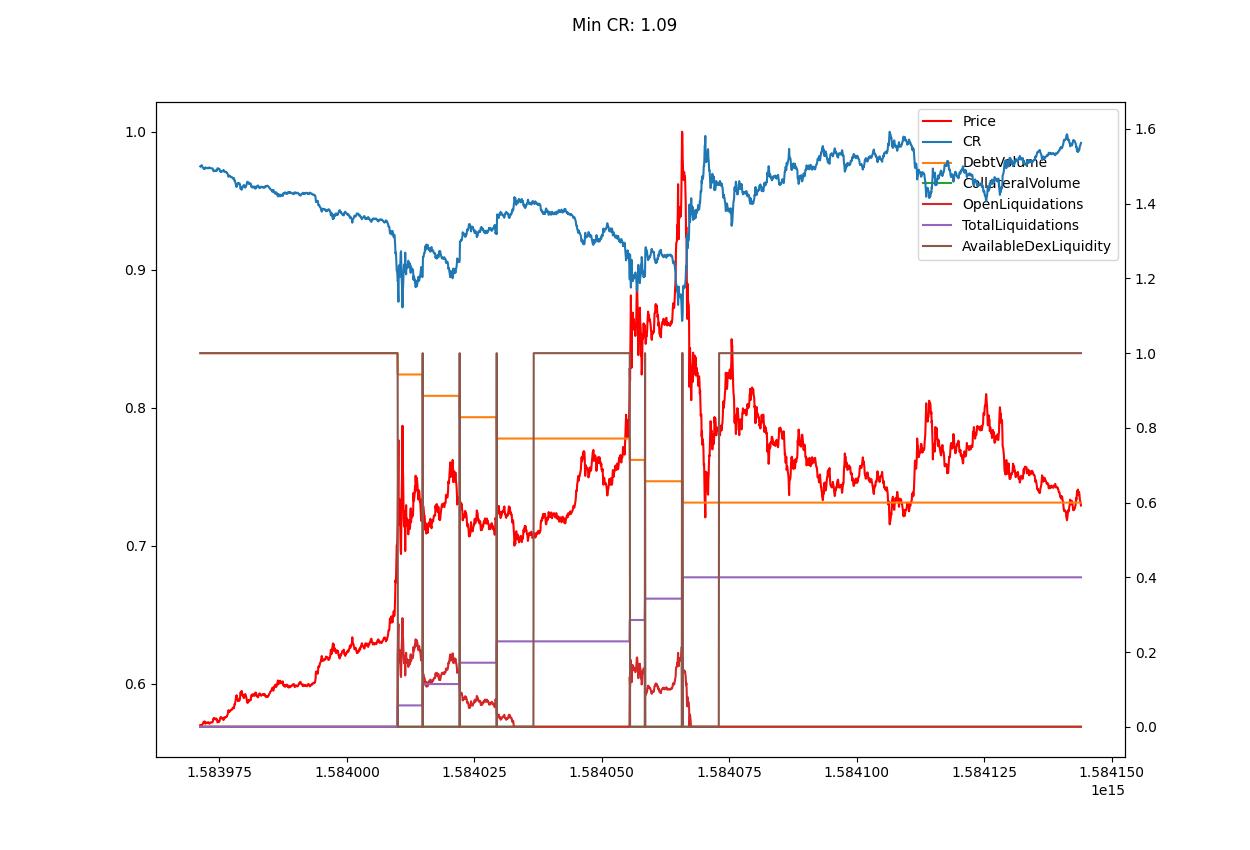 Min CR: 1.09
1.0
0.9
0.8
0.7
0.6
1.6
1.4
1.2
1.0
0.8
0.6
0.4
0.2
0.0
Price
CR
DebtVolume
CollateralVolume
OpenLiquidations
TotalLiquidations
AvailableDexLiquidity
1.583975 1.584000 1.584025 1.584050 1.584075 1.584100 1.584125 1.584150
1e15